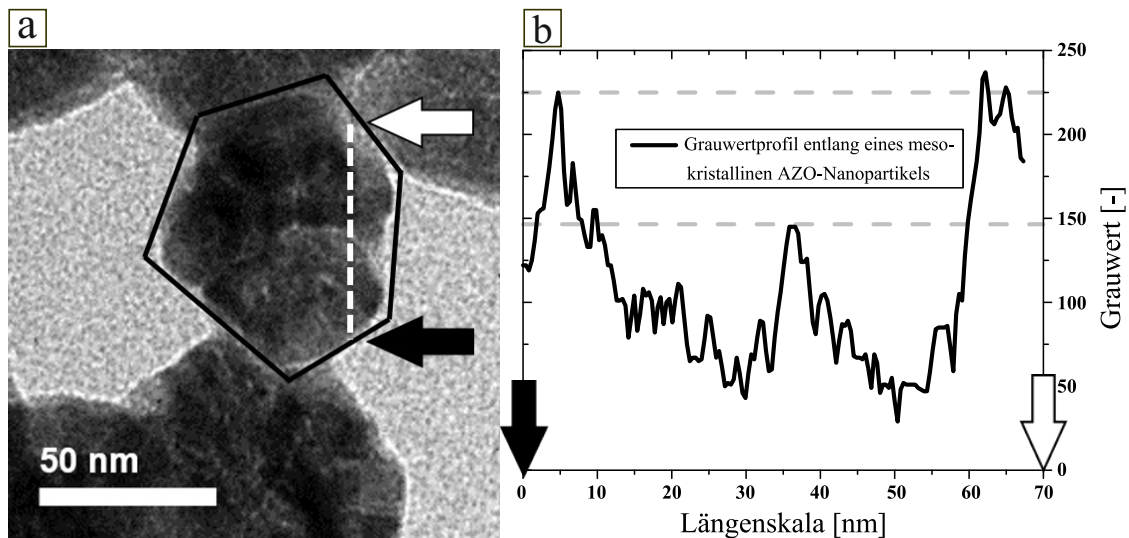 a
50 nm
b
Grauwertprofil entlang eines meso-
kristallinen AZO-Nanopartikels
250
200
150
100
50
0
Grauwert [-]
0 10 20 30 40 50 60 70
Längenskala [nm]